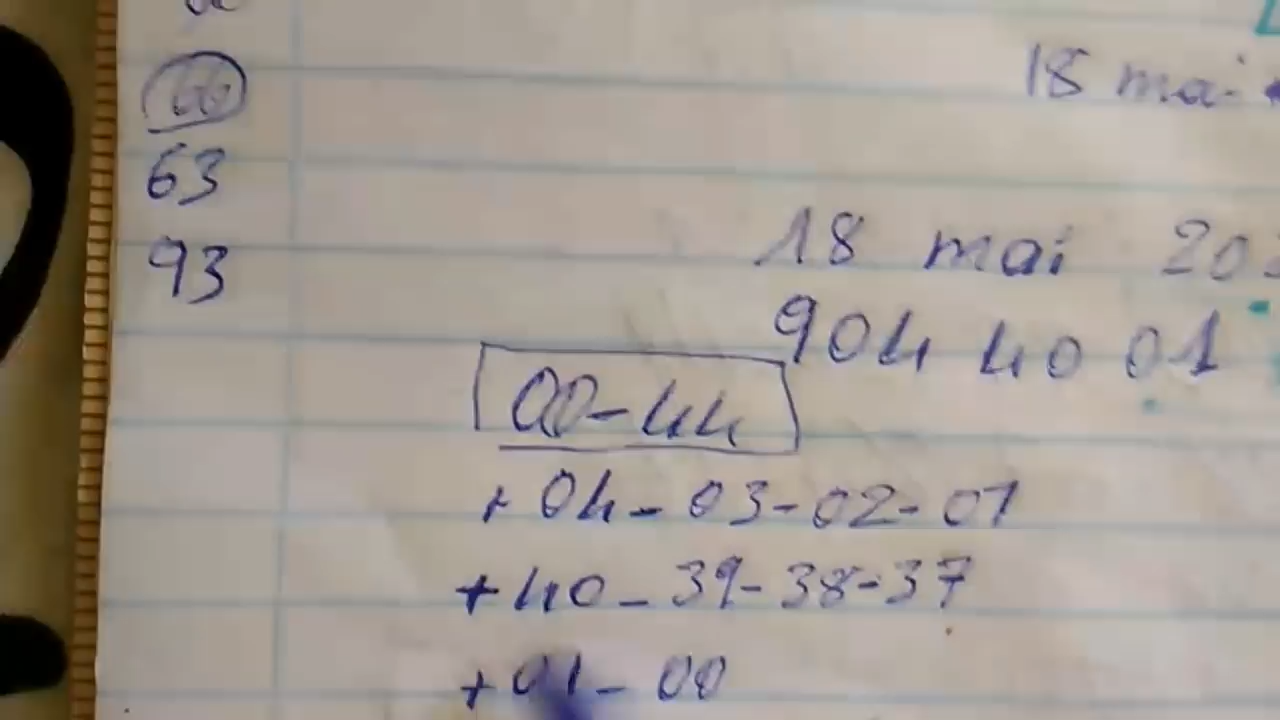 66
63
93
18 mai
18 mai 202
904 40 01
00-44
+ 04-03-02-01
+ 40-39-38-37
+ 01-00